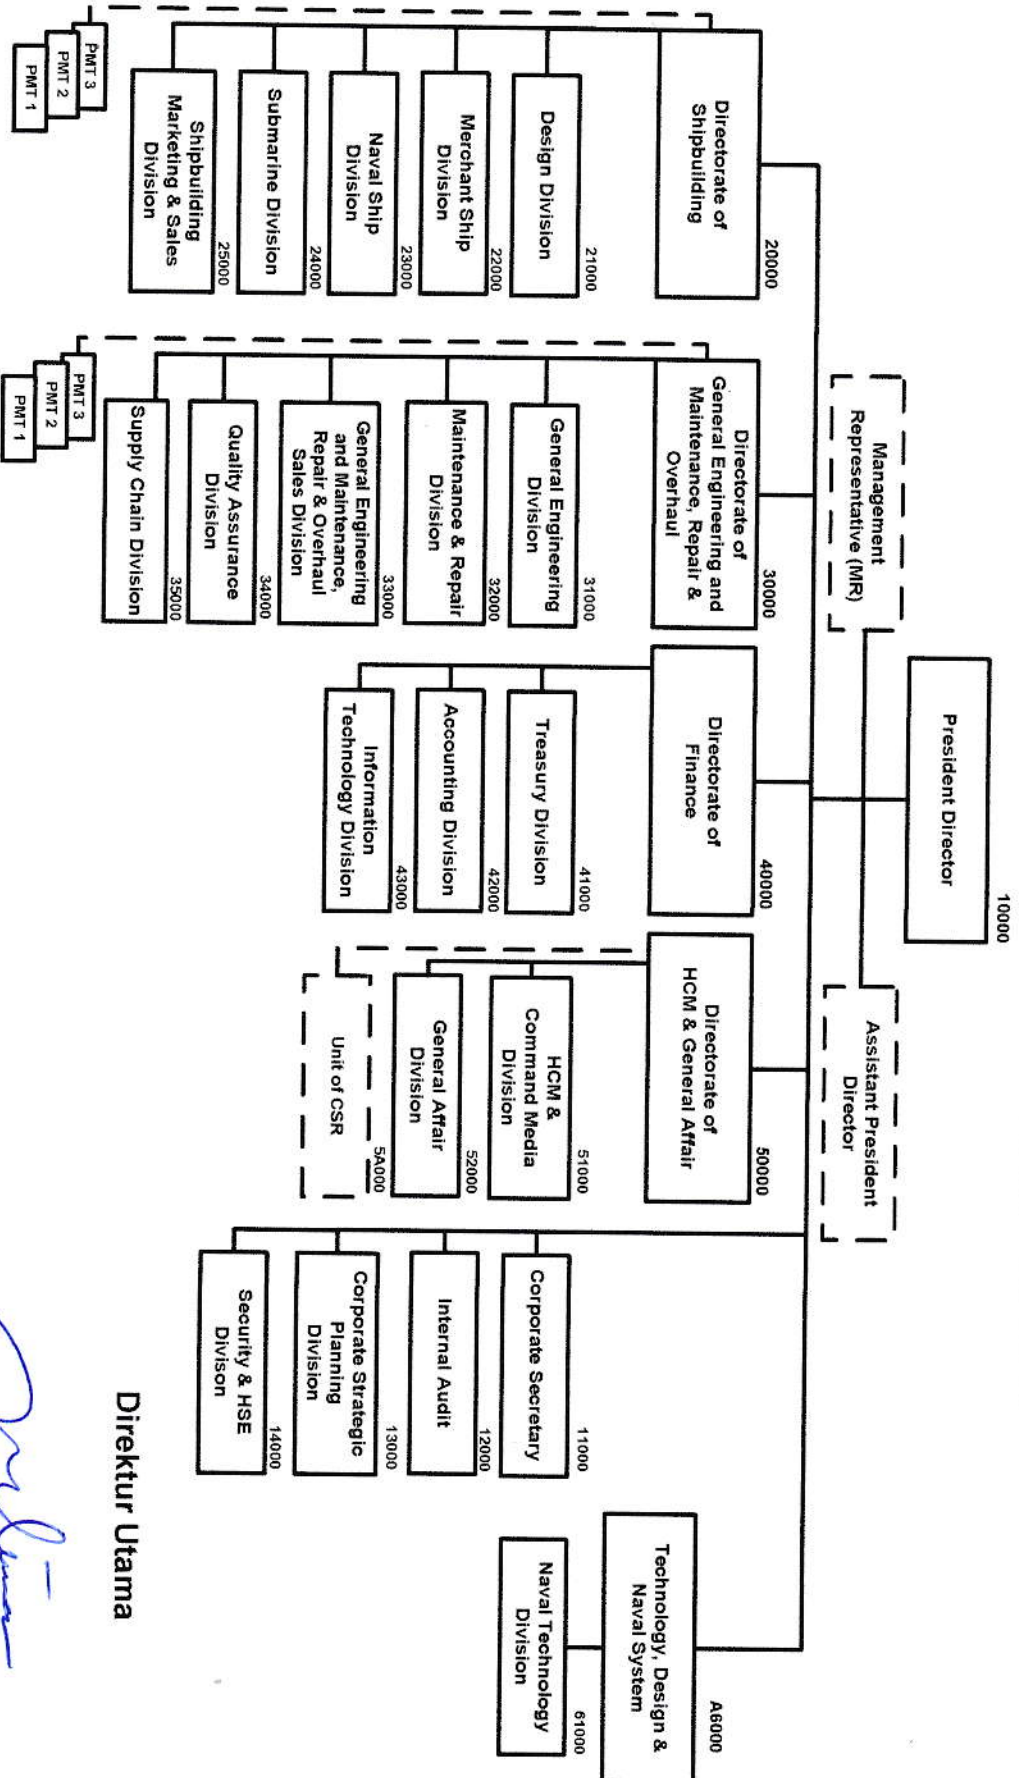 10000
President Director
Management
Representative (MR)
Assistant President
Director
20000
Directorate of
Shipbuilding
21000
Design Division
22000
Merchant Ship
Division
23000
Naval Ship
Division
24000
Submarine Division
25000
Shipbuilding
Marketing & Sales
Division
PMT 3
PMT 2
PMT 1
30000
Directorate of
General Engineering and
Maintenance, Repair &
Overhaul
31000
General Engineering
Division
32000
Maintenance & Repair
Division
33000
General Engineering
and Maintenance,
Repair & Overhaul
Sales Division
34000
Quality Assurance
Division
35000
Supply Chain Division
PMT 3
PMT 2
PMT 1
40000
Directorate of
Finance
41000
Treasury Division
42000
Accounting Division
43000
Information
Technology Division
50000
Directorate of
HCM & General Affair
51000
HCM &
Command Media
Division
52000
General Affair
Division
5A000
Unit of CSR
11000
Corporate Secretary
12000
Internal Audit
13000
Corporate Strategic
Planning
Division
14000
Security & HSE
Divison
A6000
Technology, Design &
Naval System
61000
Naval Technology
Division
Direktur Utama